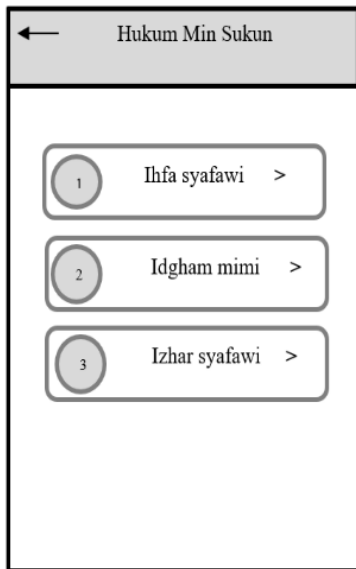 Hukum Min Sukun
1 Ihfa syafawi >
2 Idgham mimi >
3 Izhar syafawi >